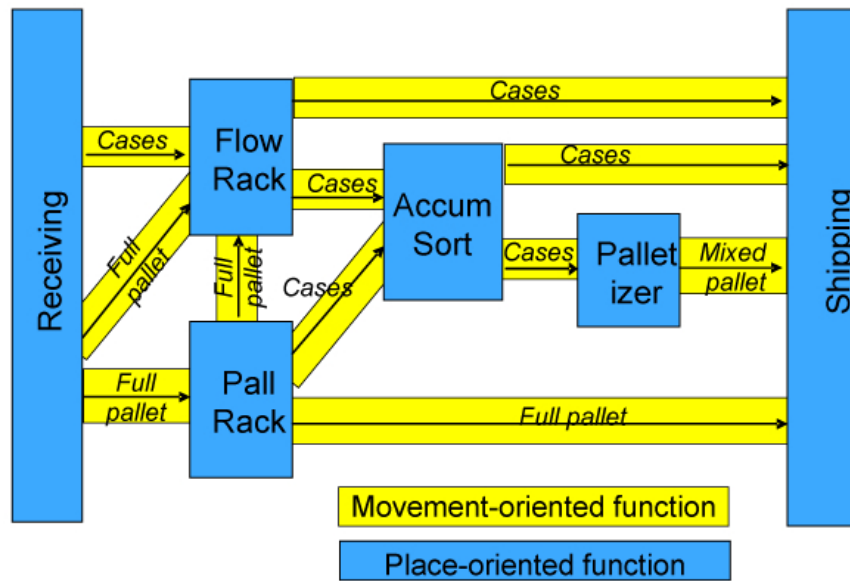 Receiving
Cases
Full
pallet
Full
pallet
Flow
Rack
Full
pallet
Pall
Rack
Cases
Cases
Cases
Accum
Sort
Cases
Cases
Pallet
izer
Mixed
pallet
Full pallet
Shipping
Movement-oriented function
Place-oriented function